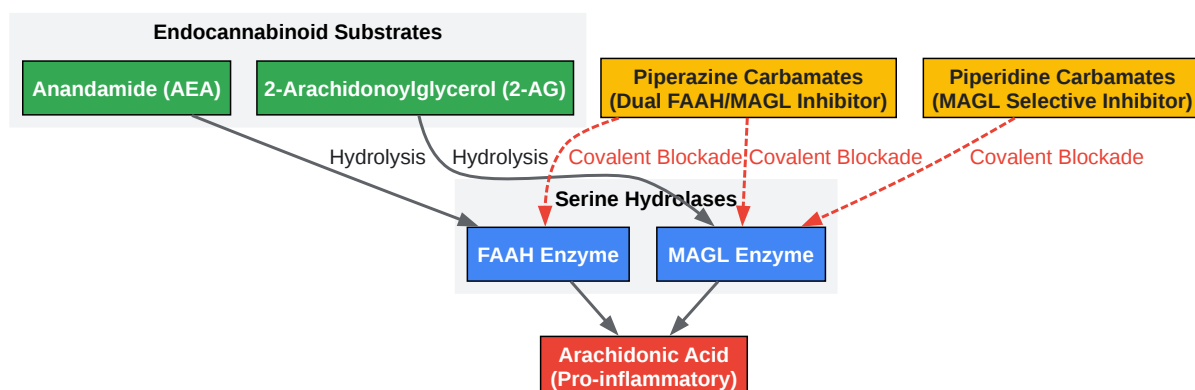 Endocannabinoid Substrates
Anandamide (AEA)
2-Arachidonoylglycerol (2-AG)
Piperazine Carbamates
(Dual FAAH/MAGL Inhibitor)
Piperidine Carbamates
(MAGL Selective Inhibitor)
Hydrolysis
Hydrolysis
Covalent Blockade
Covalent Blockade
Covalent Blockade
Serine Hydrolases
FAAH Enzyme
MAGL Enzyme
Arachidonic Acid
(Pro-inflammatory)